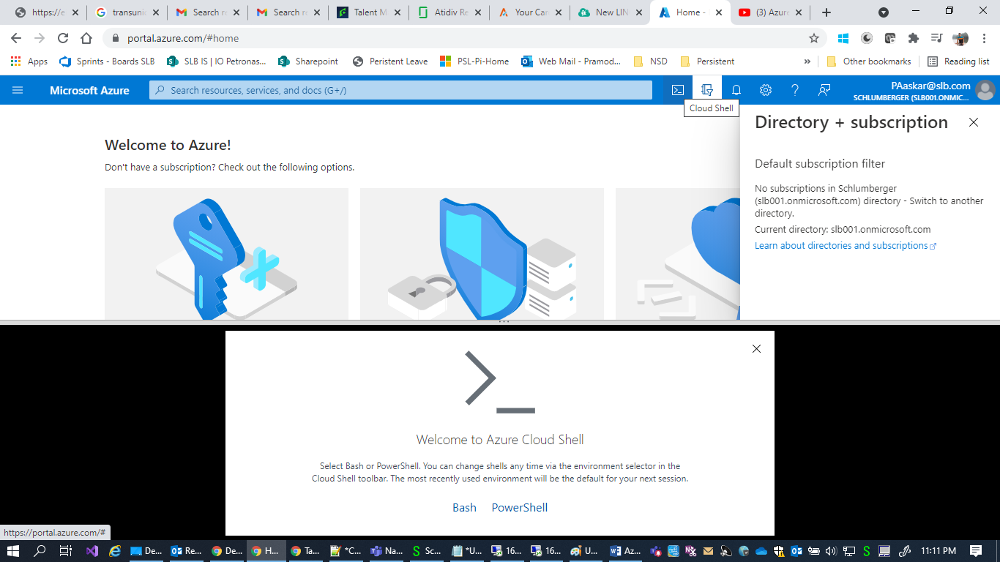 https://e
transunic
Search re
Search re
Talent M
Atidiv Re
Your Car
New LIN
Home - A
(3) Azure
portal.azure.com/#home
Apps
Sprints - Boards SLB
SLB IS | IO Petronas...
Sharepoint
Peristent Leave
PSL-Pi-Home
Web Mail - Pramod...
NSD
Persistent
»
Other bookmarks
Reading list
Microsoft Azure
Search resources, services, and docs (G+/)
PAaskar@slb.com
SCHLUMBERGER (SLB001.ONMIC...
Cloud Shell
Directory + subscription
Welcome to Azure!
Don't have a subscription? Check out the following options.
Default subscription filter
No subscriptions in Schlumberger
(slb001.onmicrosoft.com) directory - Switch to another
directory.
Current directory: slb001.onmicrosoft.com
Learn about directories and subscriptions
Welcome to Azure Cloud Shell
Select Bash or PowerShell. You can change shells any time via the environment selector in the
Cloud Shell toolbar. The most recently used environment will be the default for your next session.
Bash PowerShell
https://portal.azure.com/#
De...
Re...
De...
H...
Ta...
*C...
Na...
Sc...
*U...
16...
16...
U...
Az...
11:11 PM